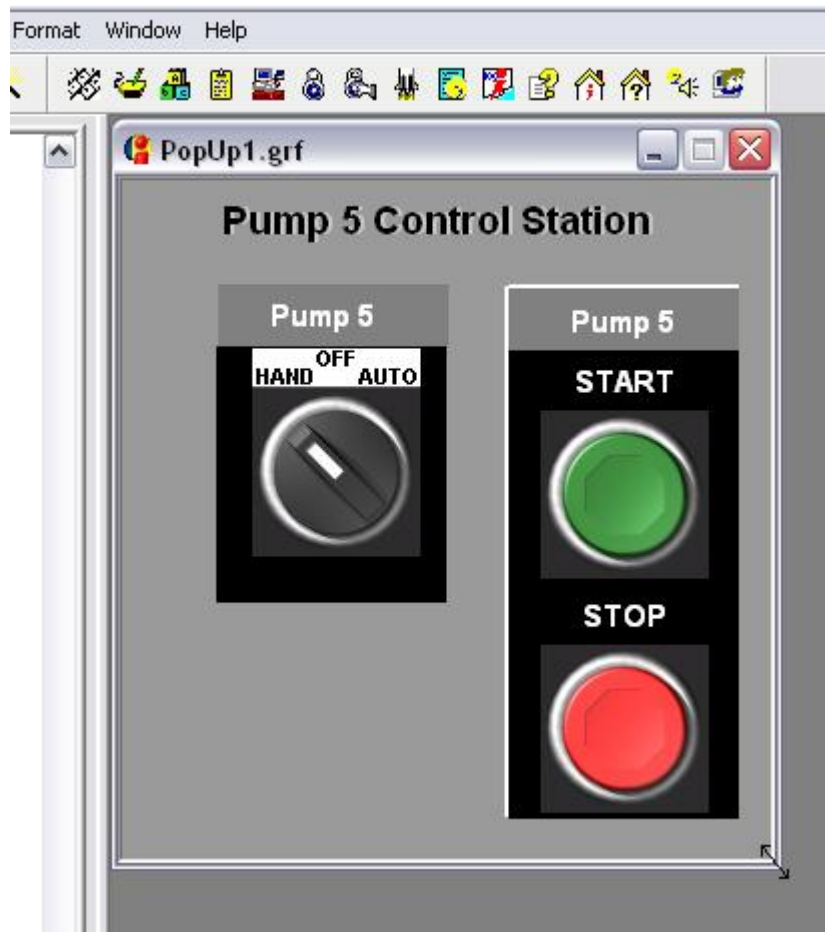 Format Window Help
PopUp1.grf
Pump 5 Control Station
Pump 5
OFF
HAND AUTO
Pump 5
START
STOP